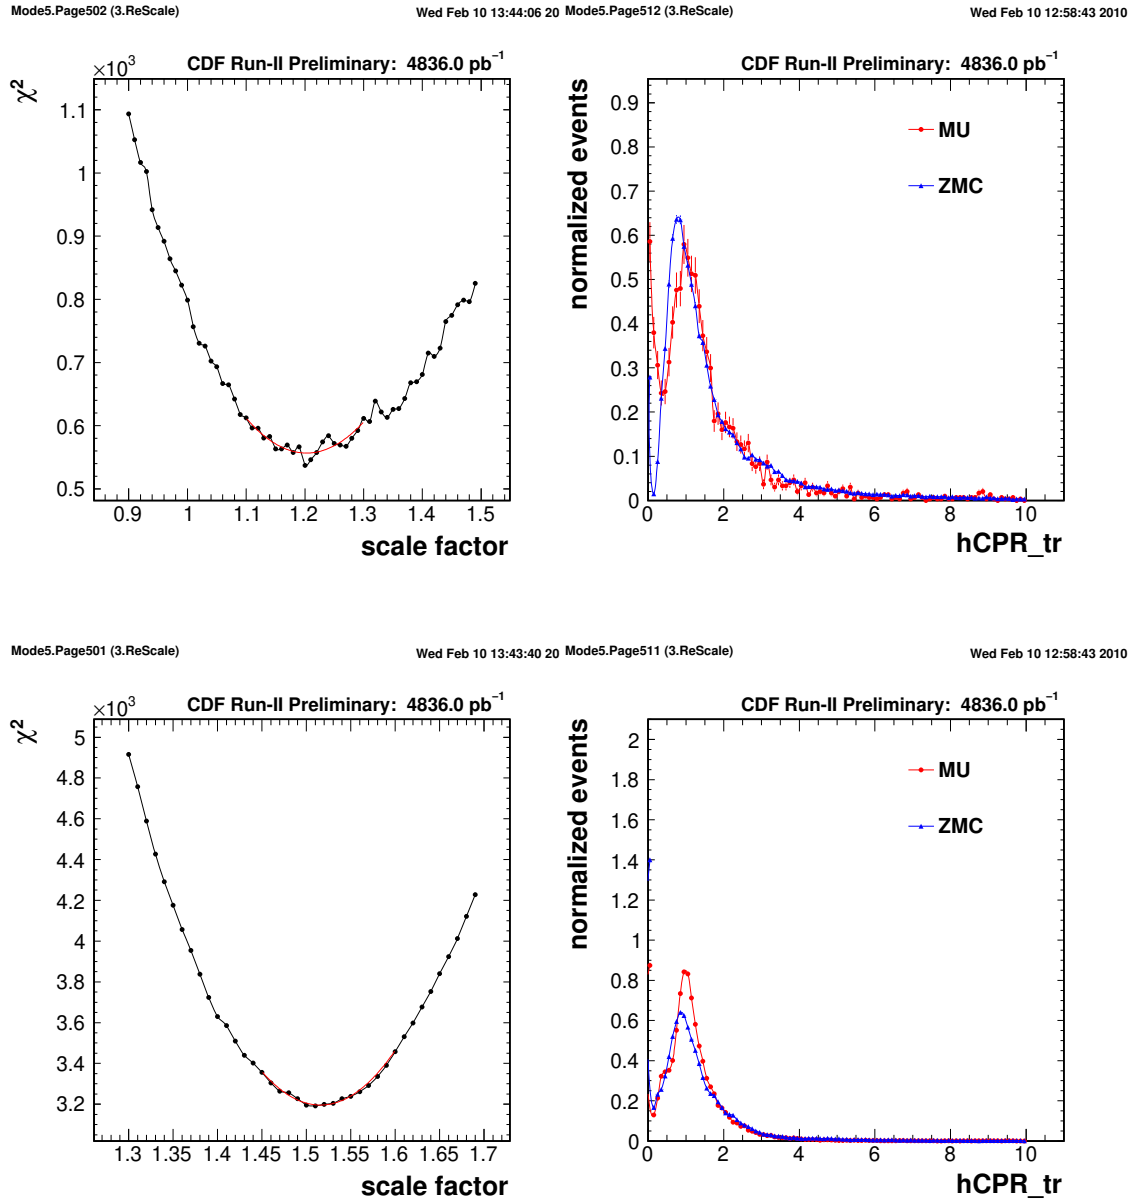 Mode5.Page502 (3.ReScale)
Wed Feb 10 13:44:06 20
CDF Run-II Preliminary: 4836.0 pb⁻¹
×10³
χ²
1.1
1
0.9
0.8
0.7
0.6
0.5
0.9 1 1.1 1.2 1.3 1.4 1.5
scale factor
Mode5.Page512 (3.ReScale)
Wed Feb 10 12:58:43 2010
CDF Run-II Preliminary: 4836.0 pb⁻¹
normalized events
0.9
0.8
0.7
0.6
0.5
0.4
0.3
0.2
0.1
0
MU
ZMC
0 2 4 6 8 10
hCPR_tr
Mode5.Page501 (3.ReScale)
Wed Feb 10 13:43:40 20
CDF Run-II Preliminary: 4836.0 pb⁻¹
×10³
χ²
5
4.8
4.6
4.4
4.2
4
3.8
3.6
3.4
3.2
1.3 1.35 1.4 1.45 1.5 1.55 1.6 1.65 1.7
scale factor
Mode5.Page511 (3.ReScale)
Wed Feb 10 12:58:43 2010
CDF Run-II Preliminary: 4836.0 pb⁻¹
normalized events
2
1.8
1.6
1.4
1.2
1
0.8
0.6
0.4
0.2
0
MU
ZMC
0 2 4 6 8 10
hCPR_tr